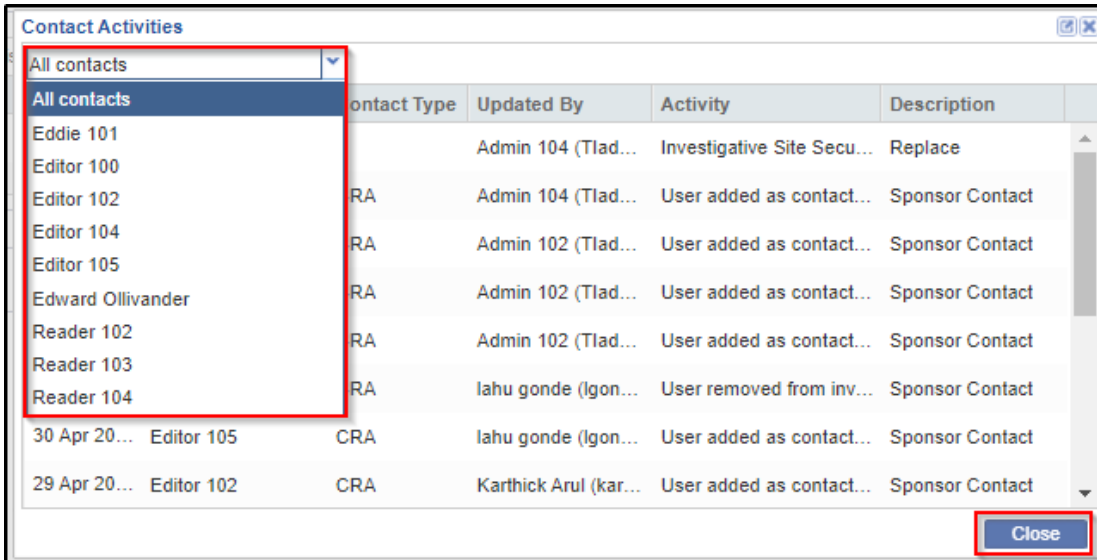 Contact Activities
All contacts
All contacts ontact Type Updated By Activity Description
Eddie 101
Admin 104 (Tlad... Investigative Site Secu... Replace
Editor 100
Editor 102 RA Admin 104 (Tlad... User added as contact... Sponsor Contact
Editor 104
RA Admin 102 (Tlad... User added as contact... Sponsor Contact
Editor 105
Edward Ollivander RA Admin 102 (Tlad... User added as contact... Sponsor Contact
Reader 102
RA Admin 102 (Tlad... User added as contact... Sponsor Contact
Reader 103
Reader 104 RA lahu gonde (lgon... User removed from inv... Sponsor Contact
30 Apr 20... Editor 105 CRA lahu gonde (lgon... User added as contact... Sponsor Contact
29 Apr 20... Editor 102 CRA Karthick Arul (kar... User added as contact... Sponsor Contact
Close